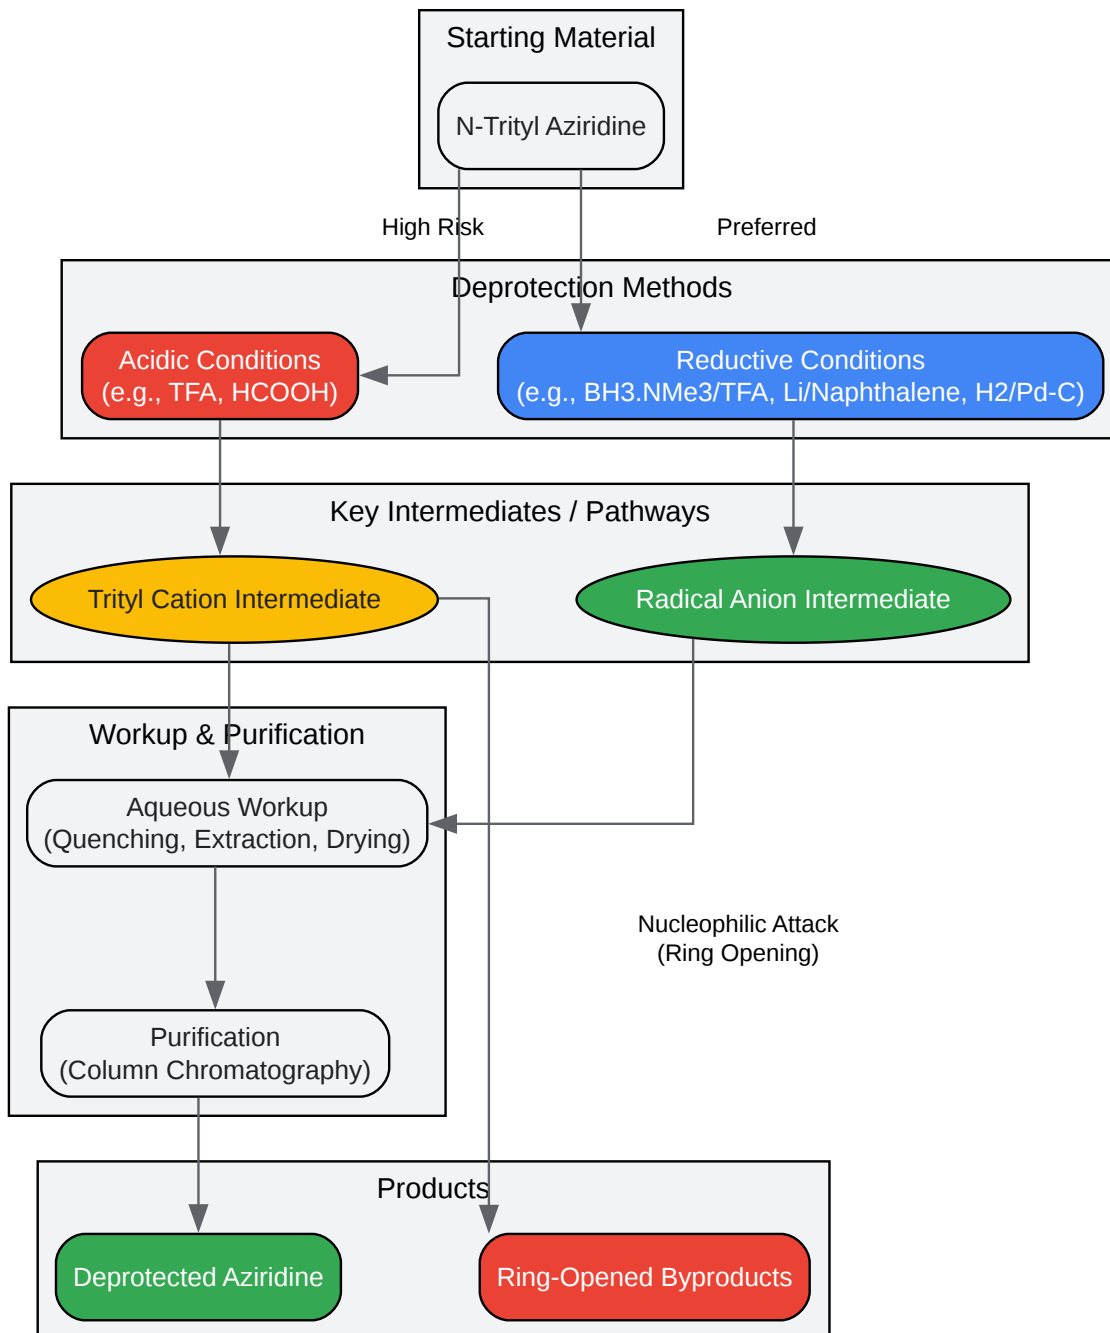 Starting Material
N-Trityl Aziridine
High Risk
Preferred
Deprotection Methods
Acidic Conditions
(e.g., TFA, HCOOH)
Reductive Conditions
(e.g., BH3.NMe3/TFA, Li/Naphthalene, H2/Pd-C)
Key Intermediates / Pathways
Trityl Cation Intermediate
Radical Anion Intermediate
Workup & Purification
Aqueous Workup
(Quenching, Extraction, Drying)
Nucleophilic Attack
(Ring Opening)
Purification
(Column Chromatography)
Products
Deprotected Aziridine
Ring-Opened Byproducts